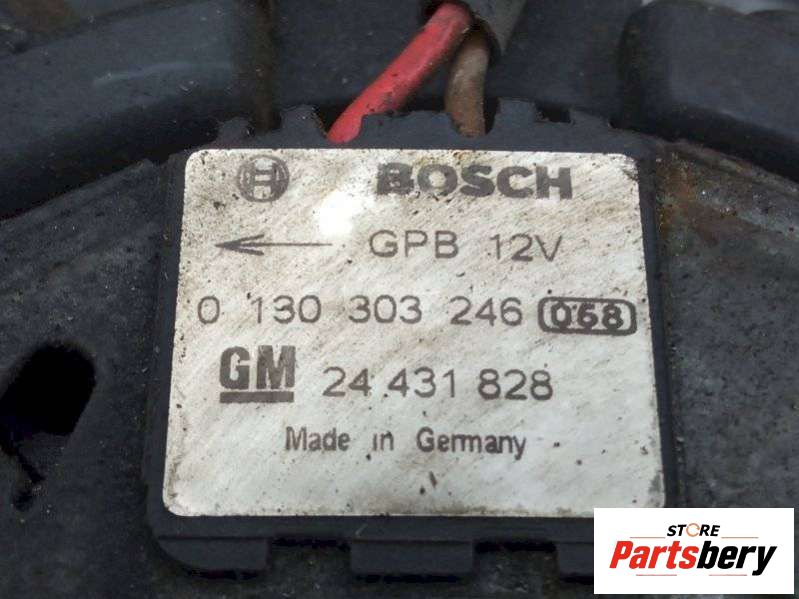 BOSCH
GPB 12V
0 130 303 246 068
GM 24 431 828
Made in Germany
STORE
Partsbery